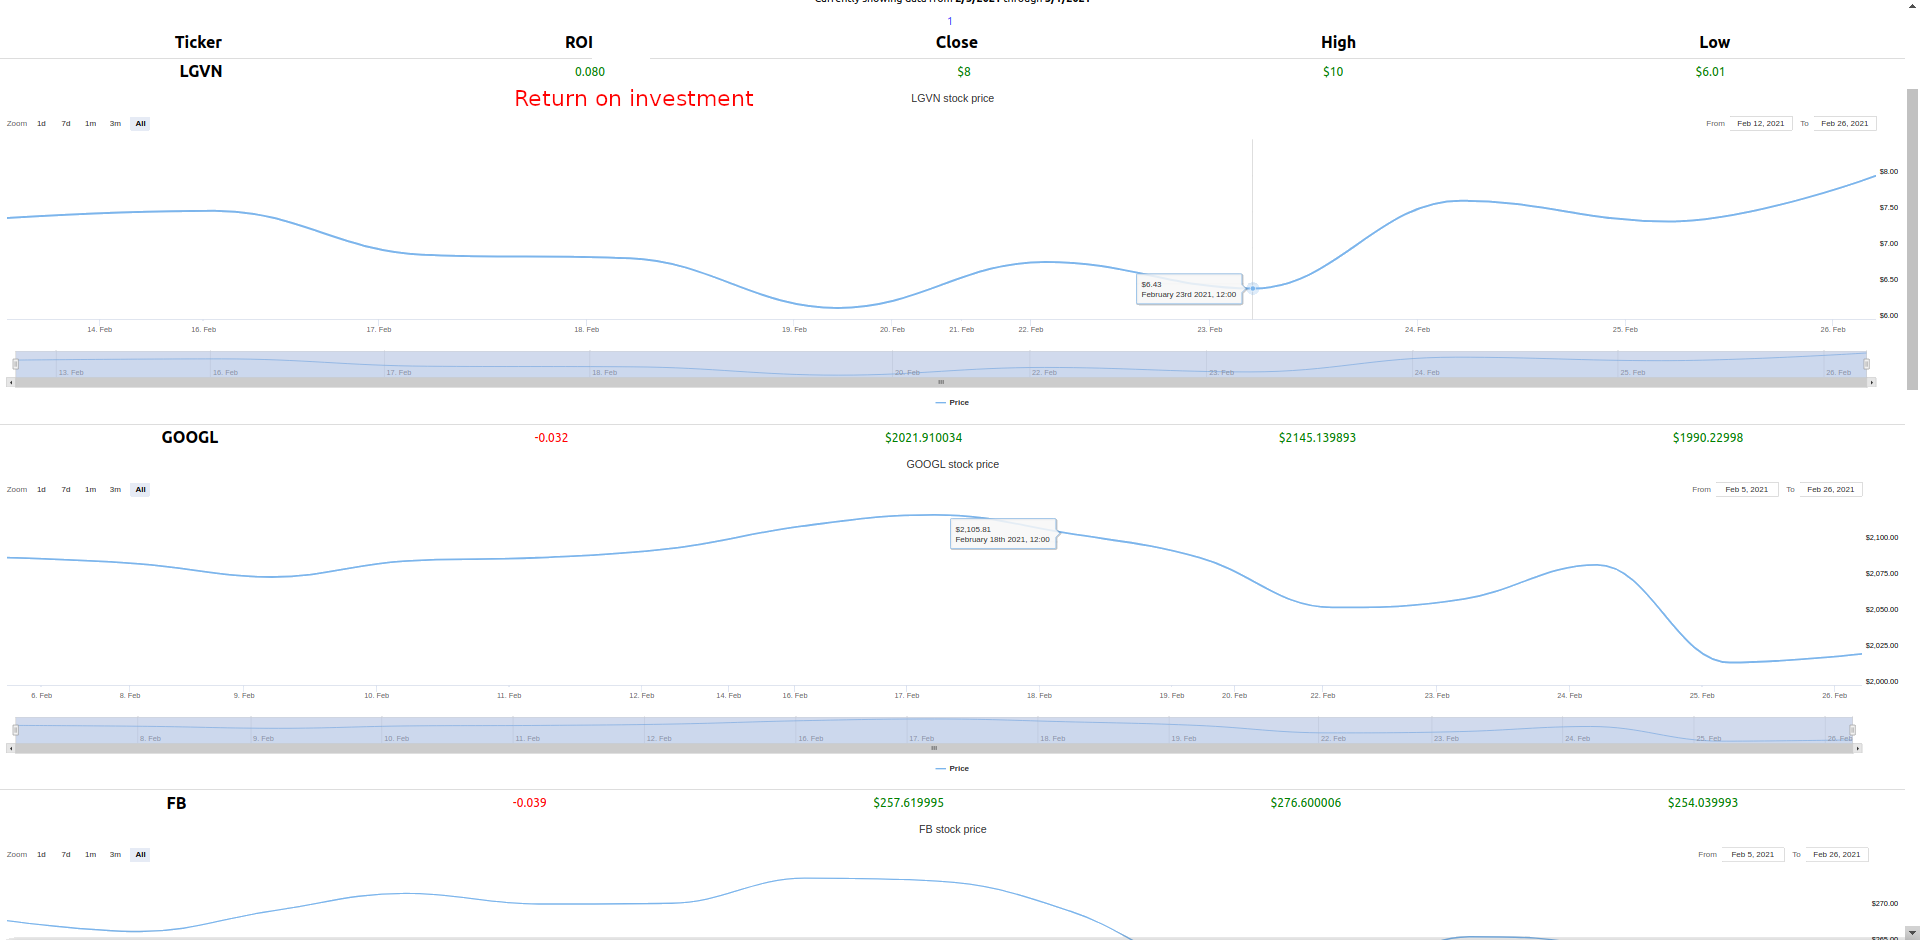 Currently showing data from 2/5/2021 through 3/1/2021
1
Ticker ROI Close High Low
LGVN 0.080 $8 $10 $6.01
Return on investment
LGVN stock price
Zoom 1d 7d 1m 3m All From Feb 12, 2021 To Feb 26, 2021
$8.00
$7.50
$7.00
$6.50
$6.00
$6.43
February 23rd 2021, 12:00
14. Feb 16. Feb 17. Feb 18. Feb 19. Feb 20. Feb 21. Feb 22. Feb 23. Feb 24. Feb 25. Feb 26. Feb
13. Feb 16. Feb 17. Feb 18. Feb 20. Feb 22. Feb 23. Feb 24. Feb 25. Feb 26. Feb
Price
GOOGL -0.032 $2021.910034 $2145.139893 $1990.22998
GOOGL stock price
Zoom 1d 7d 1m 3m All From Feb 5, 2021 To Feb 26, 2021
$2,105.81
February 18th 2021, 12:00
$2,100.00
$2,075.00
$2,050.00
$2,025.00
$2,000.00
6. Feb 8. Feb 9. Feb 10. Feb 11. Feb 12. Feb 14. Feb 16. Feb 17. Feb 18. Feb 19. Feb 20. Feb 22. Feb 23. Feb 24. Feb 25. Feb 26. Feb
8. Feb 9. Feb 10. Feb 11. Feb 12. Feb 16. Feb 17. Feb 18. Feb 19. Feb 22. Feb 23. Feb 24. Feb 25. Feb 26. Feb
Price
FB -0.039 $257.619995 $276.600006 $254.039993
FB stock price
Zoom 1d 7d 1m 3m All From Feb 5, 2021 To Feb 26, 2021
$270.00
$265.00